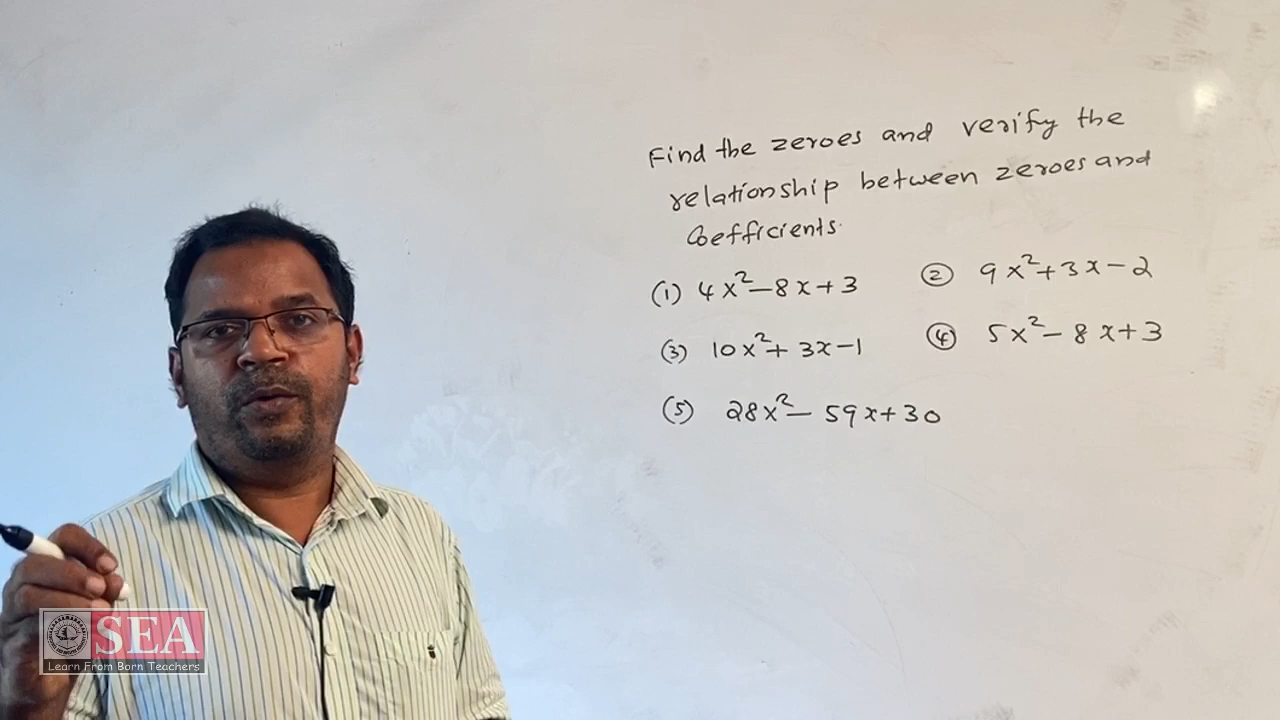 Find the zeroes and verify the
relationship between zeroes and
Coefficients.
(1) 4x²-8x+3 ② 9x²+3x-2
(3) 10x²+3x-1 ④ 5x²-8x+3
(5) 28x²-59x+30
SEA
Learn From Born Teachers